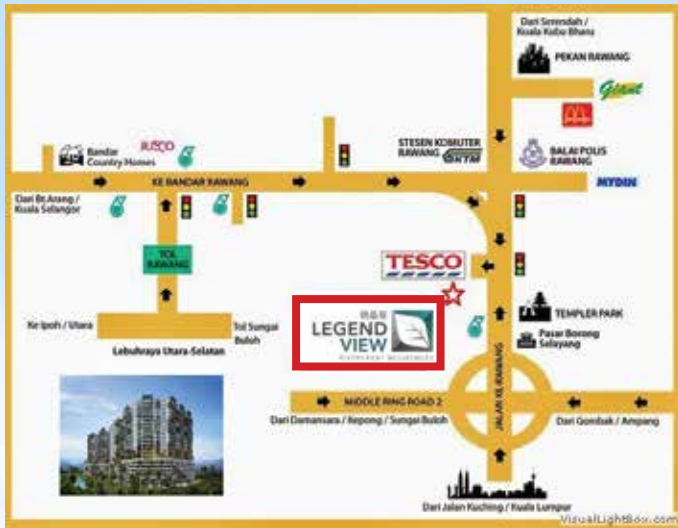 Dari Serendah /
Kuala Kubu Bharu
PEKAN RAWANG
Giant
STESEN KOMUTER
RAWANG
KTM
BALAI POLIS
RAWANG
MYDIN
Bandar
Country Homes
JUSCO
KE BANDAR RAWANG
Dari Bt.Arang /
Kuala Selangor
TOL
RAWANG
TESCO
Ke Ipoh / Utara
Tol Sungai
Buloh
Lebuhraya Utara-Selatan
LEGEND
VIEW
TEMPLER PARK
Pasar Borong
Selayang
JALAN KE RAWANG
MIDDLE RING ROAD 2
Dari Damansara / Kepong / Sungai Buloh
Dari Gombak / Ampang
Dari Jalan Kuching / Kuala Lumpur
VisualLightBox.com